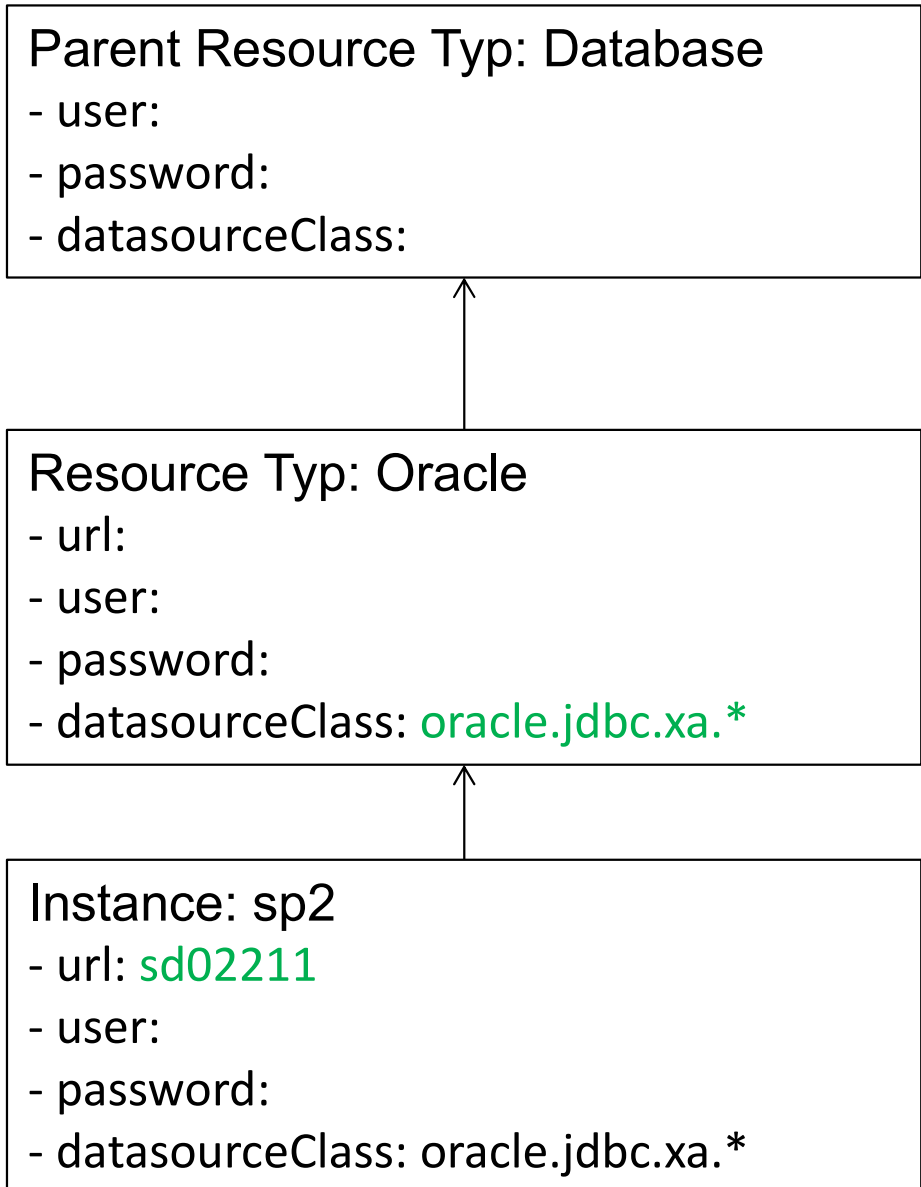 Parent Resource Typ: Database
- user:
- password:
- datasourceClass:
Resource Typ: Oracle
- url:
- user:
- password:
- datasourceClass: oracle.jdbc.xa.*
Instance: sp2
- url: sd02211
- user:
- password:
- datasourceClass: oracle.jdbc.xa.*